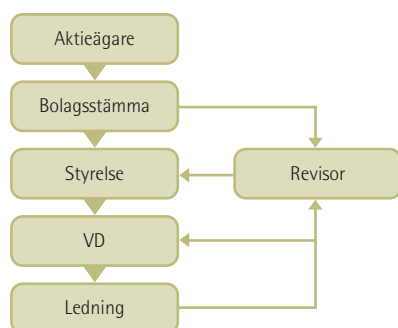 Aktieägare
Bolagsstämma
Styrelse
Revisor
VD
Ledning